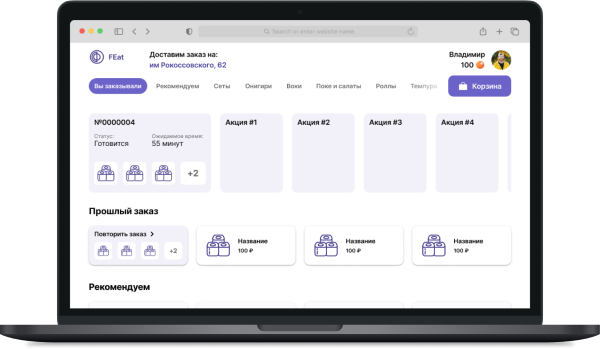 Search or enter website name
FEat
Доставим заказ на:
им Рокоссовского, 62
Владимир
100
Вы заказывали
Рекомендуем
Сеты
Онигири
Воки
Поке и салаты
Роллы
Темпура
Корзина
№0000004
Статус:
Готовится
Ожидаемое время:
55 минут
+2
Акция #1
Акция #2
Акция #3
Акция #4
Прошлый заказ
Повторить заказ >
+2
Название
100 ₽
Название
100 ₽
Название
100 ₽
Рекомендуем